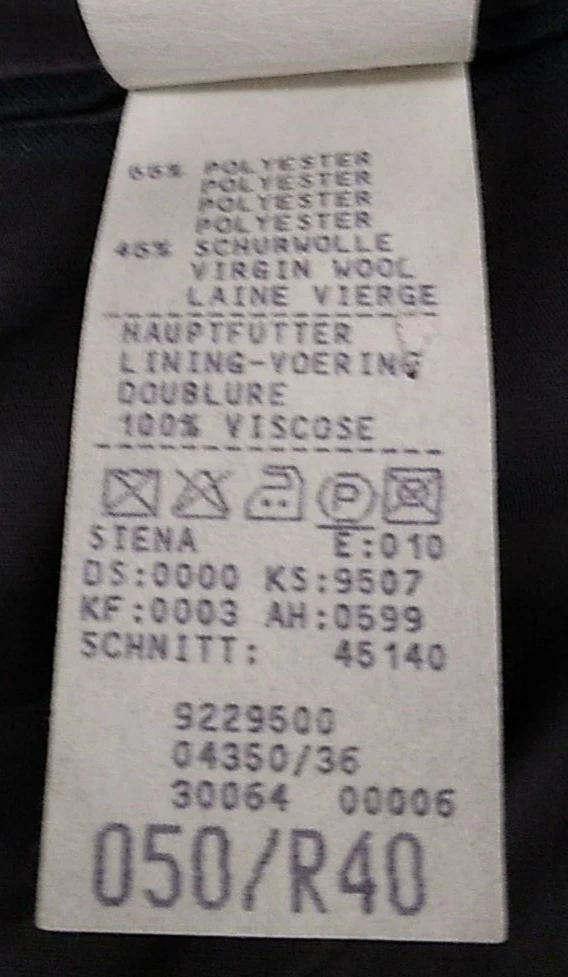 55% POLYESTER
POLYESTER
POLYESTER
POLYESTER
45% SCHURWOLLE
VIRGIN WOOL
LAINE VIERGE
HAUPTFUTTER
LINING-VOERING
DOUBLURE
100% VISCOSE
P
SIENA E:010
DS:0000 KS:9507
KF:0003 AH:0599
SCHNITT: 45140
9229500
04350/36
30064 00006
050/R40